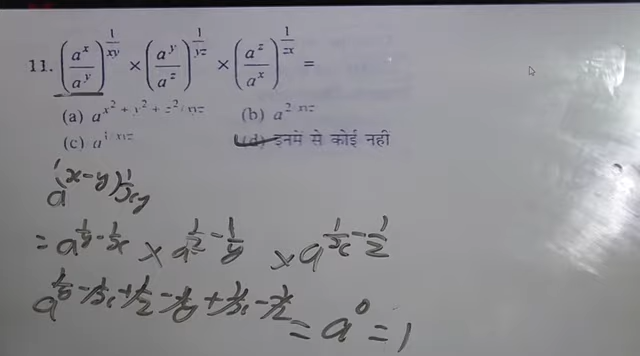 11. (a^x/a^y)^(1/xy) × (a^y/a^z)^(1/yz) × (a^z/a^x)^(1/zx) =
(a) a^(x²+y²+z²/xyz) (b) a^(2/xyz)
(c) (d) इनमें से कोई नहीं
a^((x-y)1/xy)
= a^(1/y-1/x) × a^(1/z-1/y) × a^(1/x-1/z)
a^(1/y-1/x+1/z-1/y+1/x-1/z) = a^0 = 1